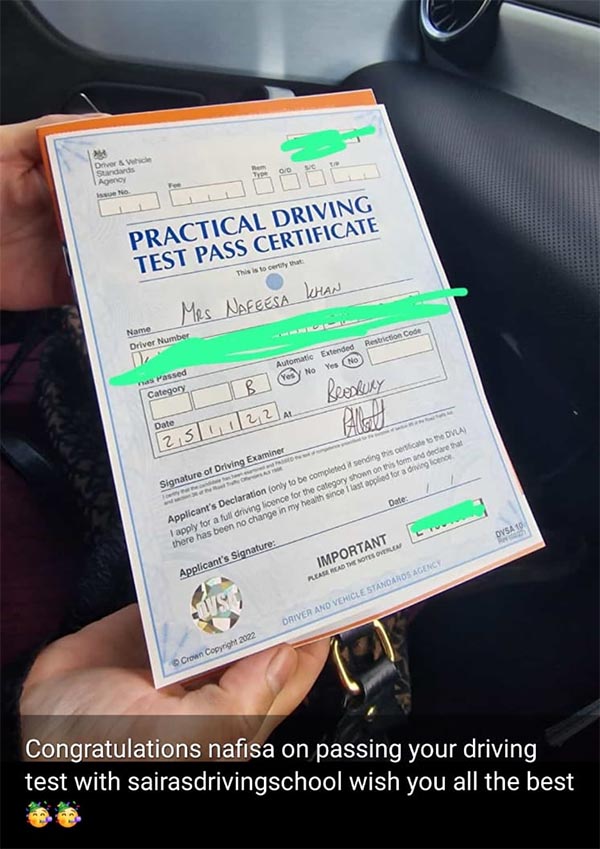 Driver & Vehicle
Standards
Agency
Issue No.
Fee
Rem Type
O/D
S/C
T/P
PRACTICAL DRIVING
TEST PASS CERTIFICATE
This is to certify that:
Name
MRS NAFEESA KHAN
Driver Number
Has Passed
Category
B
Automatic
Yes No
Extended
Yes No
Restriction Code
Date
25 11 22
At
Signature of Driving Examiner
Applicant's Declaration (only to be completed if sending this certificate to the DVLA)
I apply for a full driving licence for the category shown on this form and declare that
there has been no change in my health since I last applied for a driving licence.
Applicant's Signature:
Date: / /
IMPORTANT
PLEASE READ THE NOTES OVERLEAF
DVSA 10
DVSA
DRIVER AND VEHICLE STANDARDS AGENCY
© Crown Copyright 2022
Congratulations nafisa on passing your driving
test with sairasdrivingschool wish you all the best
🥳🥳